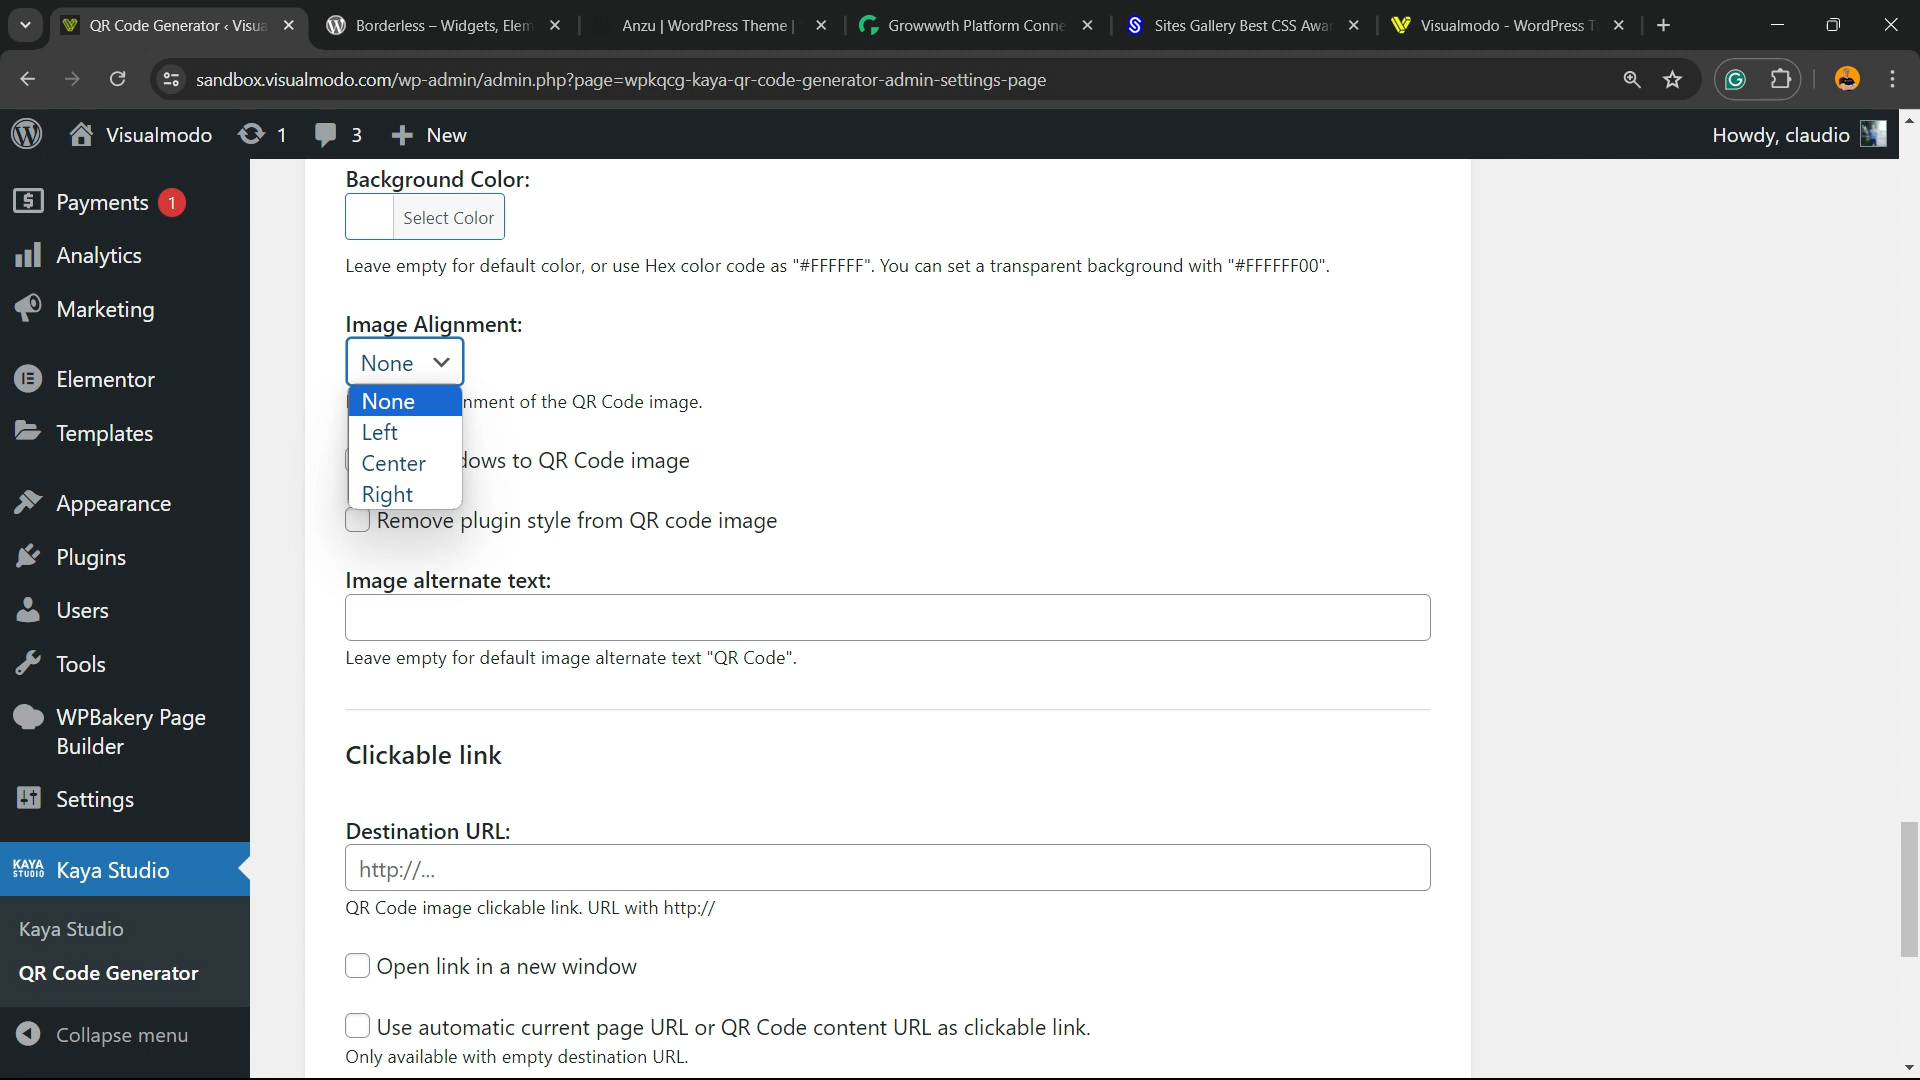 QR Code Generator ‹ Visua
Borderless – Widgets, Elem
Anzu | WordPress Theme |
Growwwth Platform Conne
Sites Gallery Best CSS Awa
Visualmodo - WordPress T
sandbox.visualmodo.com/wp-admin/admin.php?page=wpkqcg-kaya-qr-code-generator-admin-settings-page
Visualmodo
1
3
New
Howdy, claudio
Payments 1
Analytics
Marketing
Elementor
Templates
Appearance
Plugins
Users
Tools
WPBakery Page
Builder
Settings
KAYA STUDIO
Kaya Studio
Kaya Studio
QR Code Generator
Collapse menu
Background Color:
Select Color
Leave empty for default color, or use Hex color code as "#FFFFFF". You can set a transparent background with "#FFFFFF00".
Image Alignment:
None
None
Left
Center
Right
nment of the QR Code image.
dows to QR Code image
Remove plugin style from QR code image
Image alternate text:
Leave empty for default image alternate text "QR Code".
Clickable link
Destination URL:
http://...
QR Code image clickable link. URL with http://
Open link in a new window
Use automatic current page URL or QR Code content URL as clickable link.
Only available with empty destination URL.